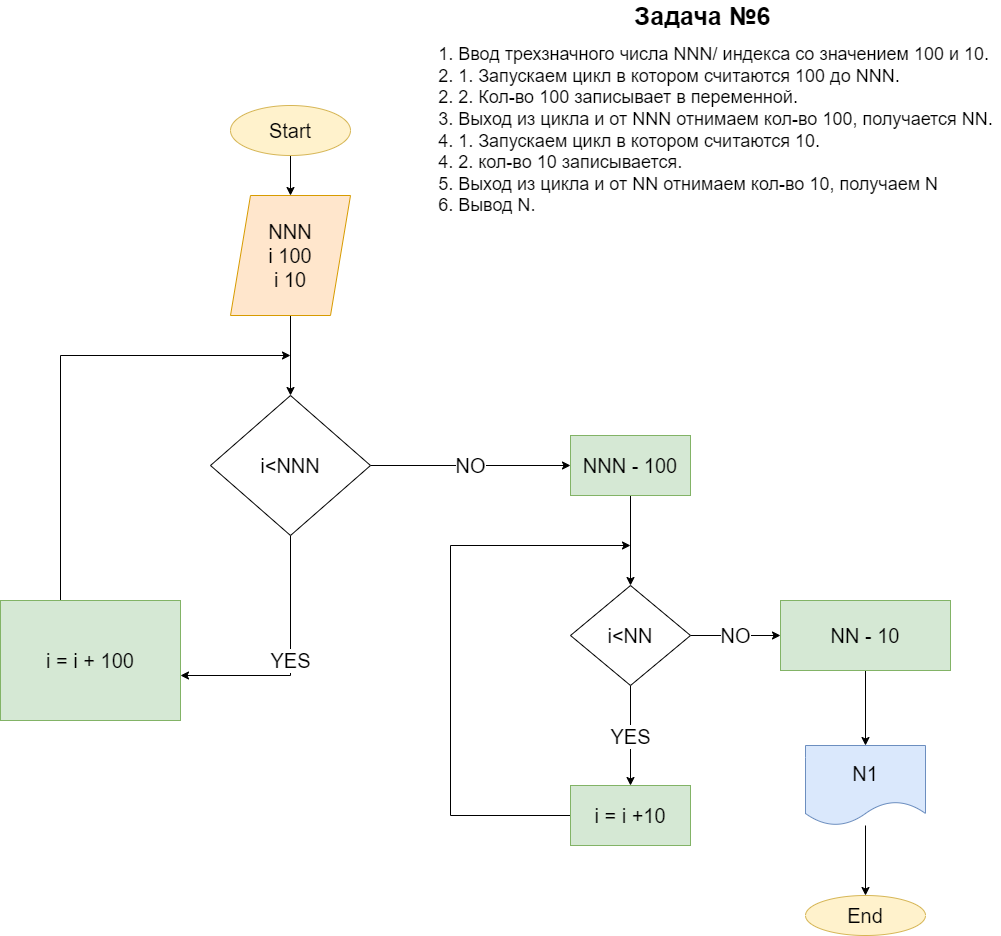 Задача №6
1. Ввод трехзначного числа NNN/ индекса со значением 100 и 10.
2. 1. Запускаем цикл в котором считаются 100 до NNN.
2. 2. Кол-во 100 записывает в переменной.
3. Выход из цикла и от NNN отнимаем кол-во 100, получается NN.
4. 1. Запускаем цикл в котором считаются 10.
4. 2. кол-во 10 записывается.
5. Выход из цикла и от NN отнимаем кол-во 10, получаем N
6. Вывод N.
Start
NNN
i 100
i 10
i<NNN
NO
NNN - 100
YES
i = i + 100
i<NN
NO
NN - 10
YES
i = i +10
N1
End